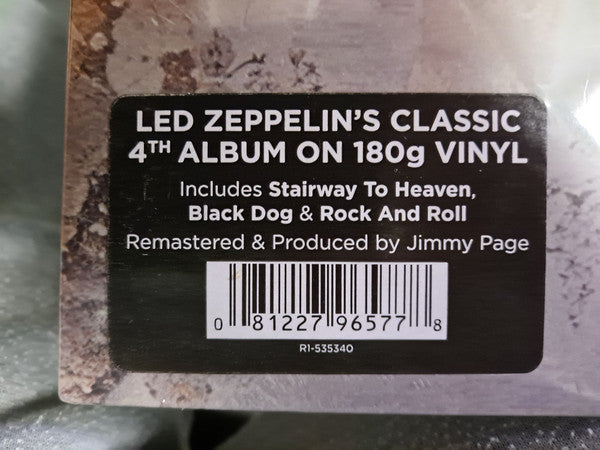 LED ZEPPELIN'S CLASSIC
4TH ALBUM ON 180g VINYL
Includes Stairway To Heaven,
Black Dog & Rock And Roll
Remastered & Produced by Jimmy Page
0 81227 96577 8
R1-535340